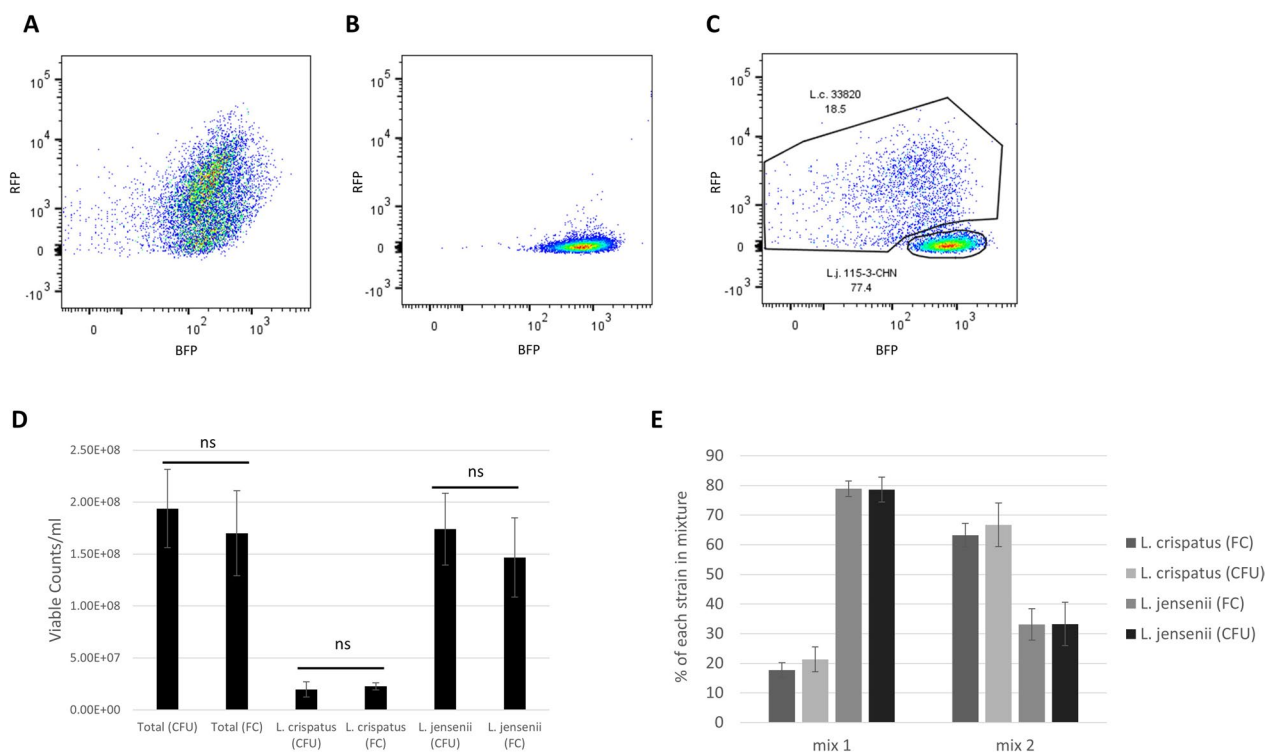 A
B
C
10^5
10^4
10^3
0
-10^3
RFP
0
10^2
10^3
BFP
10^5
10^4
10^3
0
-10^3
RFP
0
10^2
10^3
BFP
10^5
10^4
10^3
0
-10^3
RFP
L.c. 33820
18.5
L.j. 115-3-CHN
77.4
0
10^2
10^3
BFP
D
2.50E+08
2.00E+08
1.50E+08
1.00E+08
5.00E+07
0.00E+00
Viable Counts/ml
ns
ns
ns
Total (CFU)
Total (FC)
L. crispatus
(CFU)
L. crispatus
(FC)
L. jensenii
(CFU)
L. jensenii
(FC)
E
90
80
70
60
50
40
30
20
10
0
% of each strain in mixture
mix 1
mix 2
L. crispatus (FC)
L. crispatus (CFU)
L. jensenii (FC)
L. jensenii (CFU)